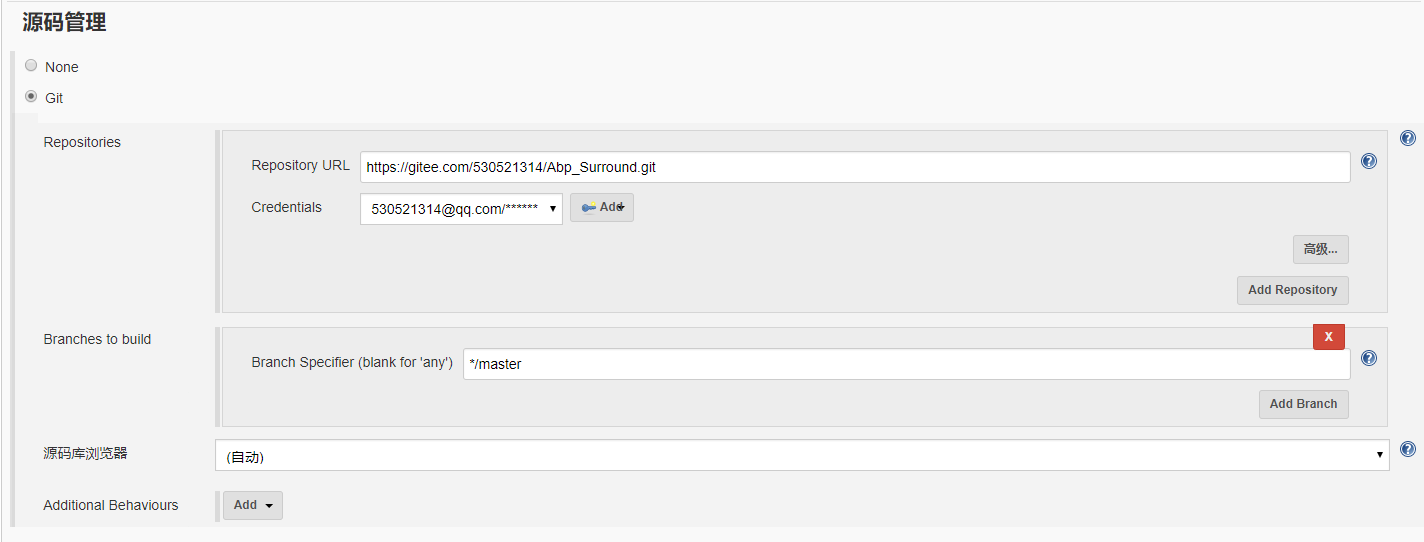 源码管理
None
Git
Repositories
Repository URL https://gitee.com/530521314/Abp_Surround.git
Credentials 530521314@qq.com/****** Add
高级...
Add Repository
Branches to build
X
Branch Specifier (blank for 'any') */master
Add Branch
源码库浏览器 (自动)
Additional Behaviours Add